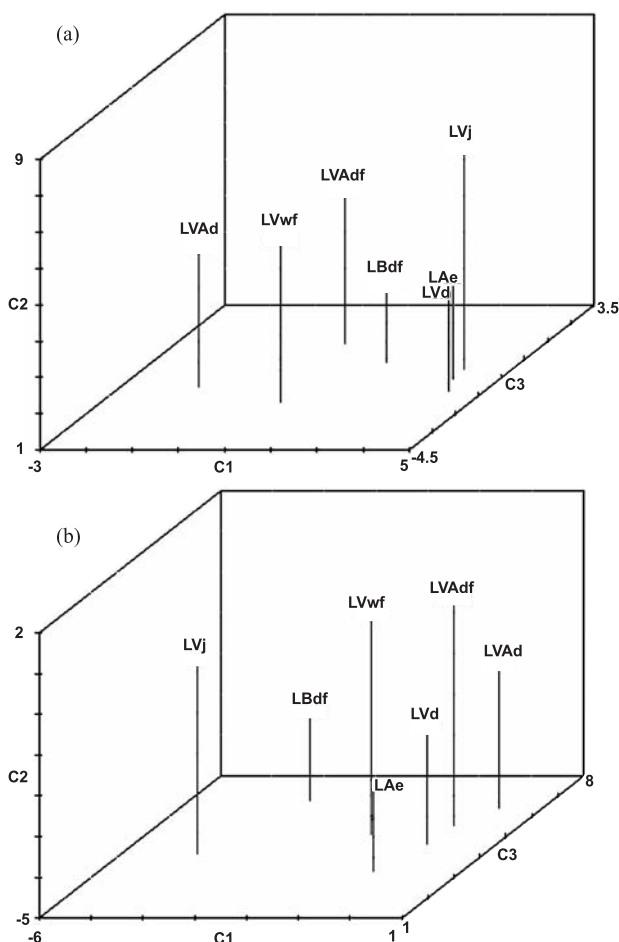 (a)
LVj
9
LVAdf
LVwf
LVAd
LBdf
LAe
LVd
C2
3.5
C3
1
-3
C1
5
-4.5
(b)
LVAdf
LVwf
2
LVj
LVAd
LBdf
LVd
C2
LAe
8
C3
-5
-6
C1
1
1